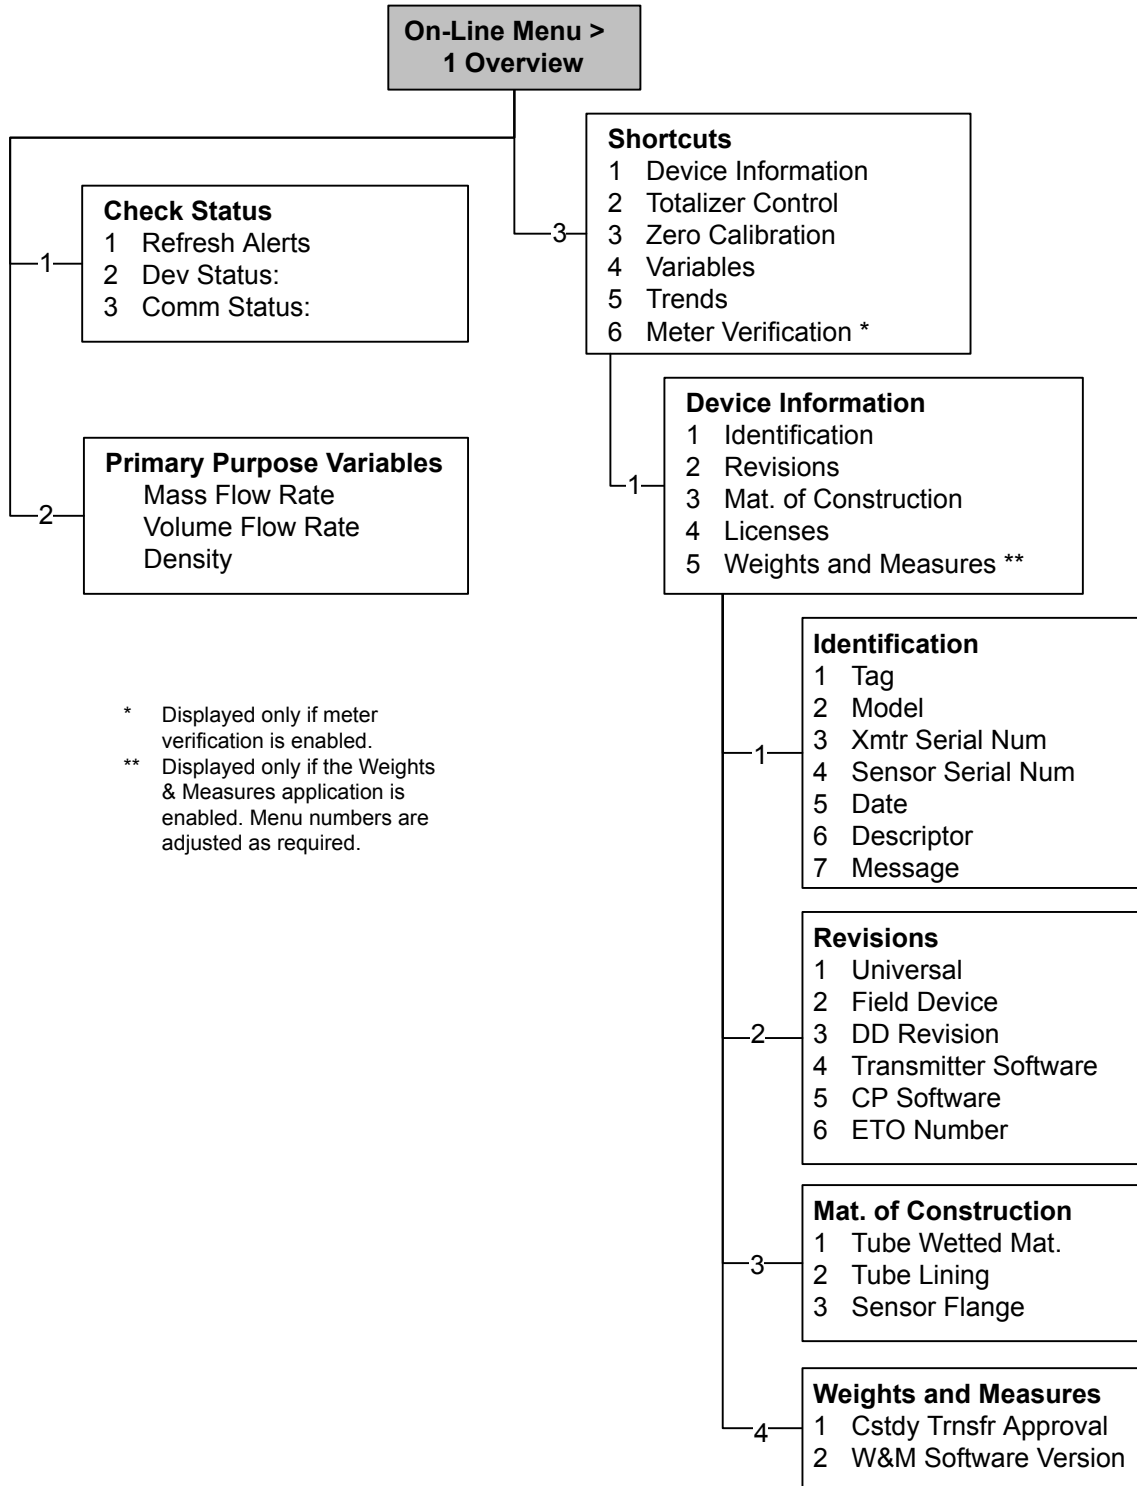 On-Line Menu >
1 Overview
Shortcuts
1 Device Information
2 Totalizer Control
3 Zero Calibration
4 Variables
5 Trends
6 Meter Verification *
3
Check Status
1 Refresh Alerts
2 Dev Status:
3 Comm Status:
1
Device Information
1 Identification
2 Revisions
3 Mat. of Construction
4 Licenses
5 Weights and Measures **
1
Primary Purpose Variables
Mass Flow Rate
Volume Flow Rate
Density
2
Identification
1 Tag
2 Model
3 Xmtr Serial Num
4 Sensor Serial Num
5 Date
6 Descriptor
7 Message
1
* Displayed only if meter
verification is enabled.
** Displayed only if the Weights
& Measures application is
enabled. Menu numbers are
adjusted as required.
Revisions
1 Universal
2 Field Device
3 DD Revision
4 Transmitter Software
5 CP Software
6 ETO Number
2
Mat. of Construction
1 Tube Wetted Mat.
2 Tube Lining
3 Sensor Flange
3
Weights and Measures
1 Cstdy Trnsfr Approval
2 W&M Software Version
4